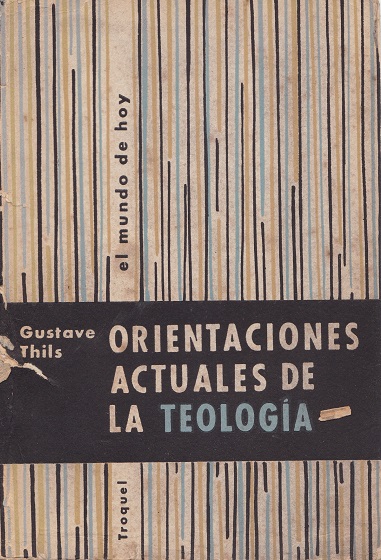 el mundo de hoy
Gustave
Thils
ORIENTACIONES
ACTUALES DE
LA TEOLOGÍA
Troquel